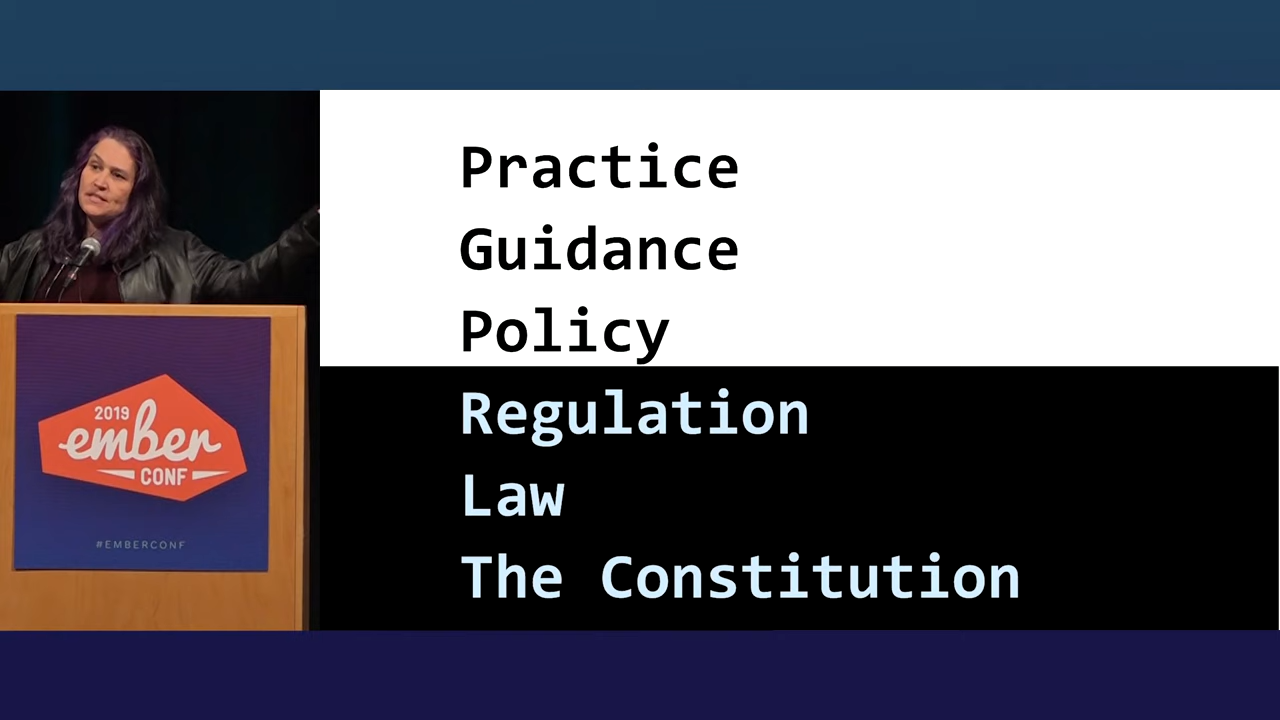 2019
ember
CONF
#EMBERCONF
Practice
Guidance
Policy
Regulation
Law
The Constitution